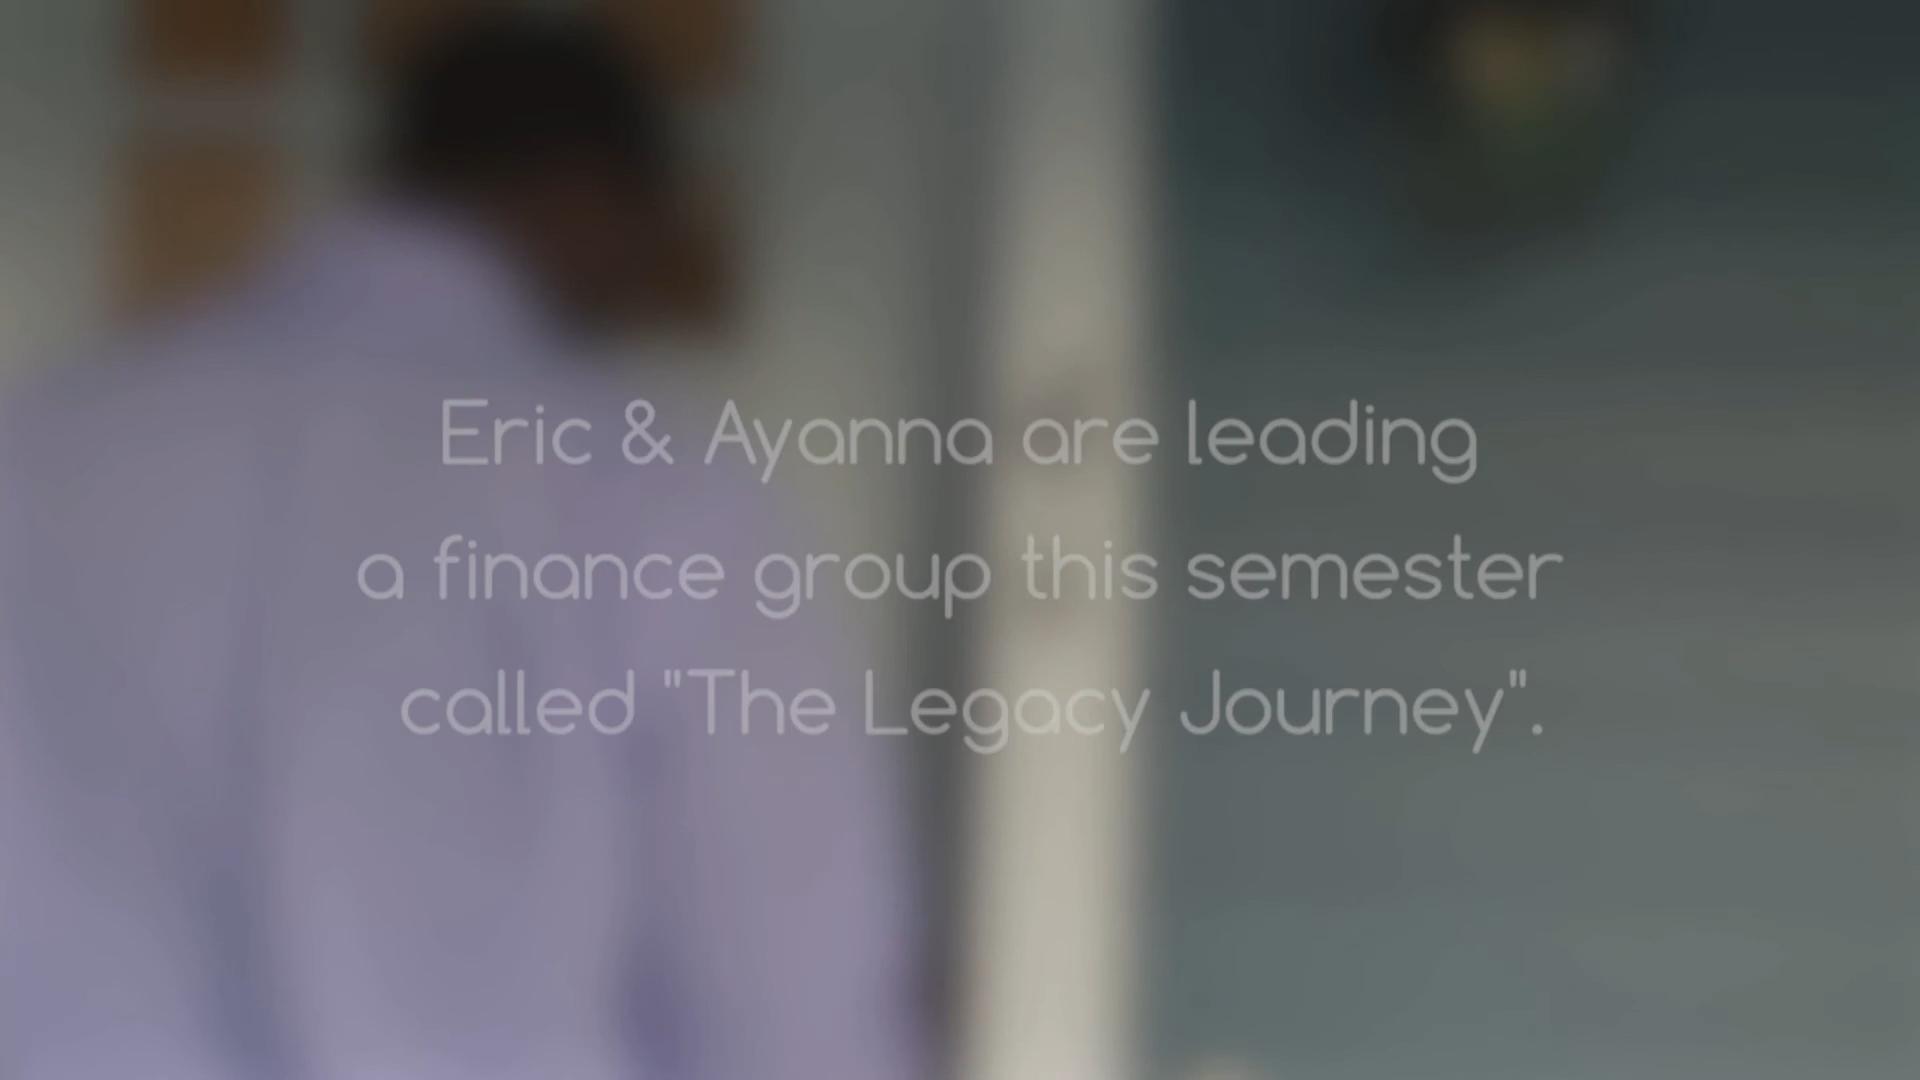 Eric & Ayanna are leading
a finance group this semester
called "The Legacy Journey".